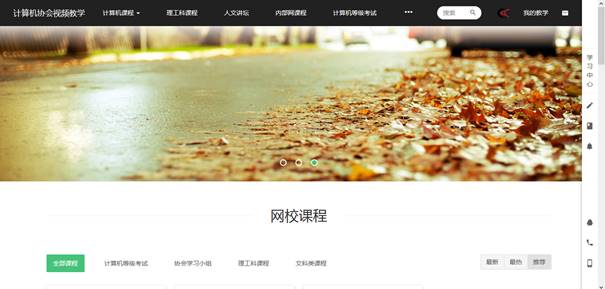 计算机协会视频教学 计算机课程 理工科课程 人文讲坛 内部网课程 计算机等级考试 ••• 搜索 我的教学
学习中心
网校课程
全部课程 计算机等级考试 协会学习小组 理工科课程 文科类课程 最新 最热 推荐